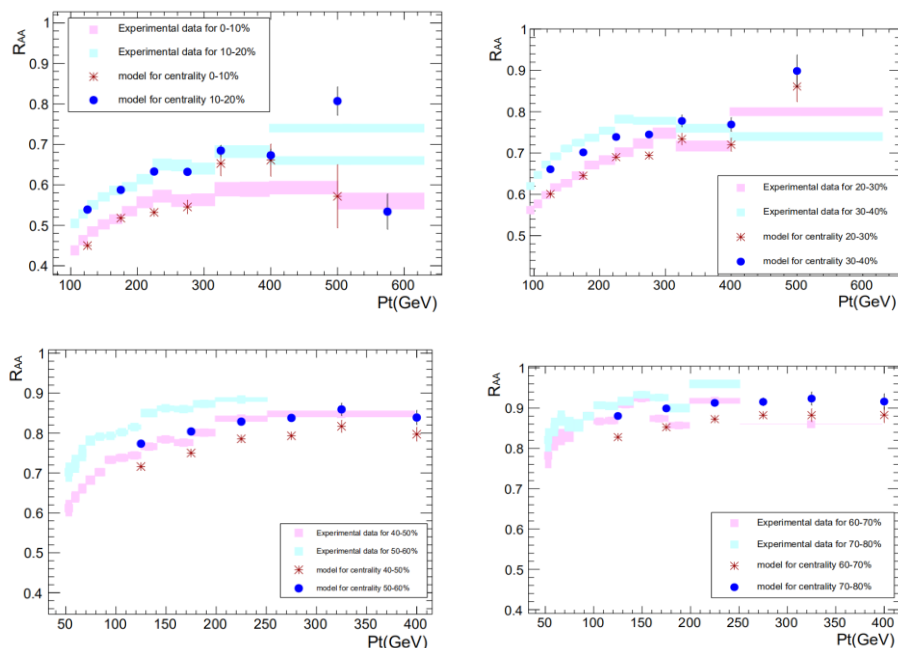 RAA
Experimental data for 0-10%
Experimental data for 10-20%
model for centrality 0-10%
model for centrality 10-20%
1
0.9
0.8
0.7
0.6
0.5
0.4
100 200 300 400 500 600
Pt(GeV)
RAA
1
0.9
0.8
0.7
0.6
0.5
Experimental data for 20-30%
Experimental data for 30-40%
model for centrality 20-30%
model for centrality 30-40%
100 200 300 400 500 600
Pt(GeV)
RAA
1
0.9
0.8
0.7
0.6
0.5
0.4
Experimental data for 40-50%
Experimental data for 50-60%
model for centrality 40-50%
model for centrality 50-60%
50 100 150 200 250 300 350 400
Pt(GeV)
RAA
1
0.9
0.8
0.7
0.6
0.5
0.4
Experimental data for 60-70%
Experimental data for 70-80%
model for centrality 60-70%
model for centrality 70-80%
50 100 150 200 250 300 350 400
Pt(GeV)